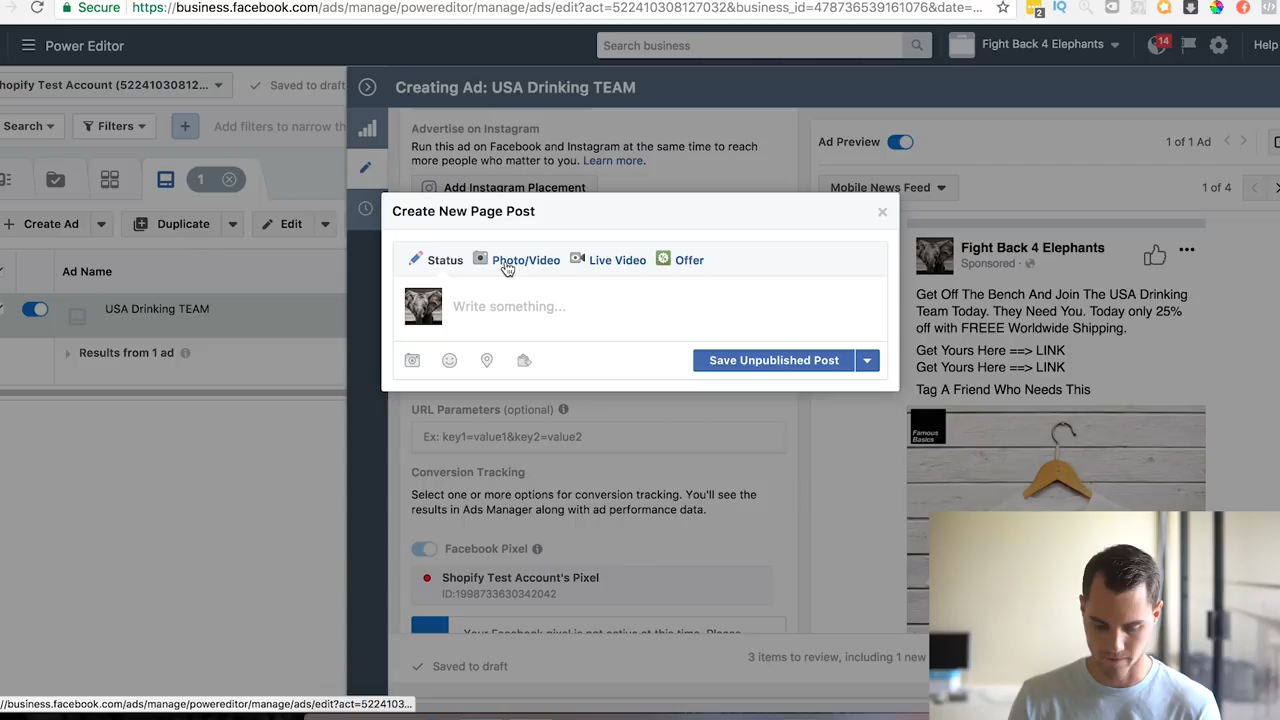 Secure
https://business.facebook.com/ads/manage/powereditor/manage/ads/edit?act=522410308127032&business_id=478736539161076&date=...
Power Editor
Search business
Fight Back 4 Elephants
14
Help
Shopify Test Account (52241030812...
Saved to draft
Search
Filters
+
Add filters to narrow th
1
+ Create Ad
Duplicate
Edit
Ad Name
USA Drinking TEAM
Results from 1 ad
Creating Ad: USA Drinking TEAM
Advertise on Instagram
Run this ad on Facebook and Instagram at the same time to reach
more people who matter to you. Learn more.
Add Instagram Placement
Create New Page Post
Status
Photo/Video
Live Video
Offer
Write something...
Save Unpublished Post
URL Parameters (optional)
Ex: key1=value1&key2=value2
Conversion Tracking
Select one or more options for conversion tracking. You'll see the
results in Ads Manager along with ad performance data.
Facebook Pixel
Shopify Test Account's Pixel
ID:1998733630342042
Your Facebook pixel is not active at this time. Please
Saved to draft
3 items to review, including 1 new
Ad Preview
1 of 1 Ad
Mobile News Feed
1 of 4
Fight Back 4 Elephants
Sponsored ·
Get Off The Bench And Join The USA Drinking
Team Today. They Need You. Today only 25%
off with FREEE Worldwide Shipping.
Get Yours Here ==> LINK
Get Yours Here ==> LINK
Tag A Friend Who Needs This
Famous
Basics
//business.facebook.com/ads/manage/powereditor/manage/ads/edit?act=5224103...